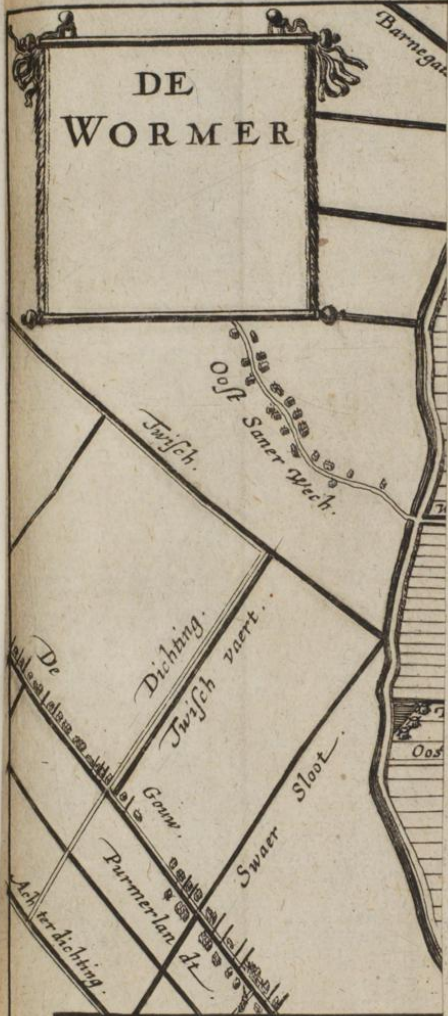 DE
WORMER
Barnegat
Oost Saner Wech.
Twisch.
Dichting.
Twisch vaert.
De Gouw.
Swaer Sloot.
Oos
Purmerlandt.
Achterdichting.